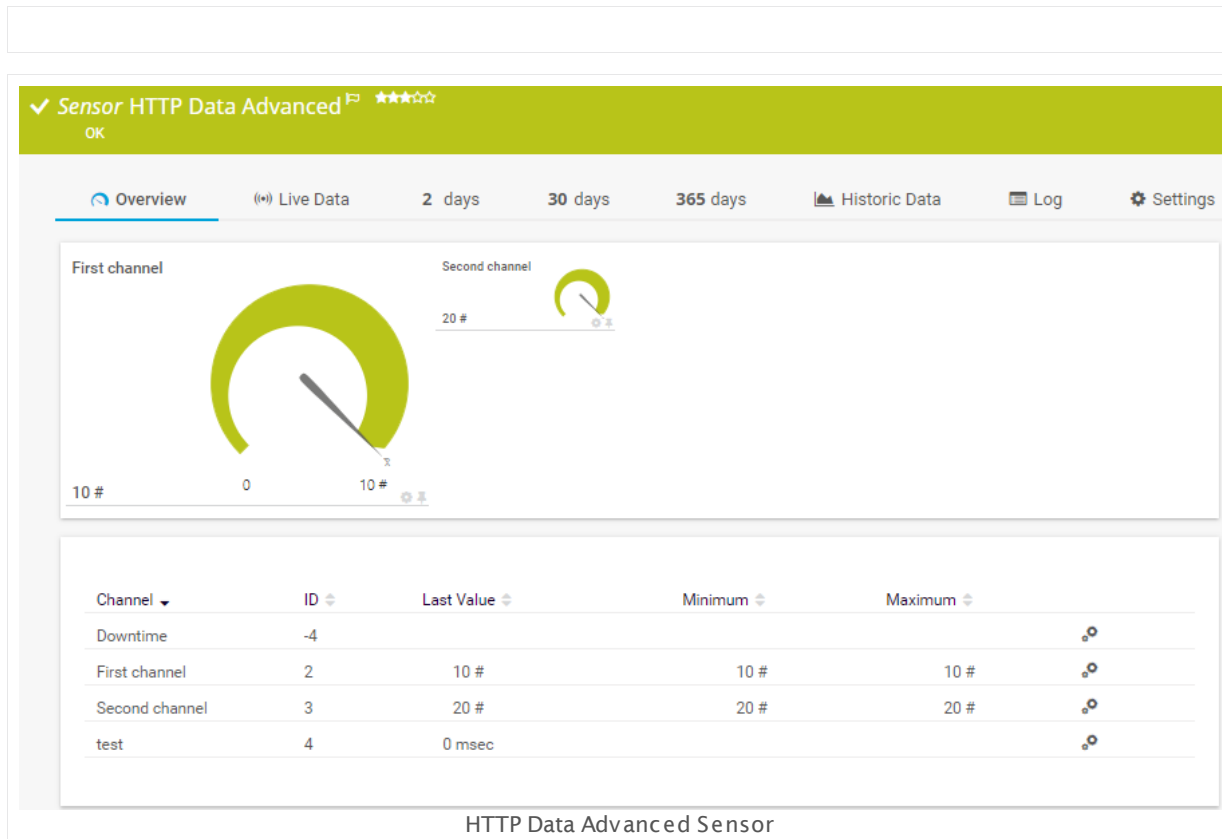 Sensor HTTP Data Advanced
OK
Overview Live Data 2 days 30 days 365 days Historic Data Log Settings
First channel
Second channel
20 #
0 10 #
10 #
Channel ID Last Value Minimum Maximum
Downtime -4
First channel 2 10 # 10 # 10 #
Second channel 3 20 # 20 # 20 #
test 4 0 msec
HTTP Data Advanced Sensor